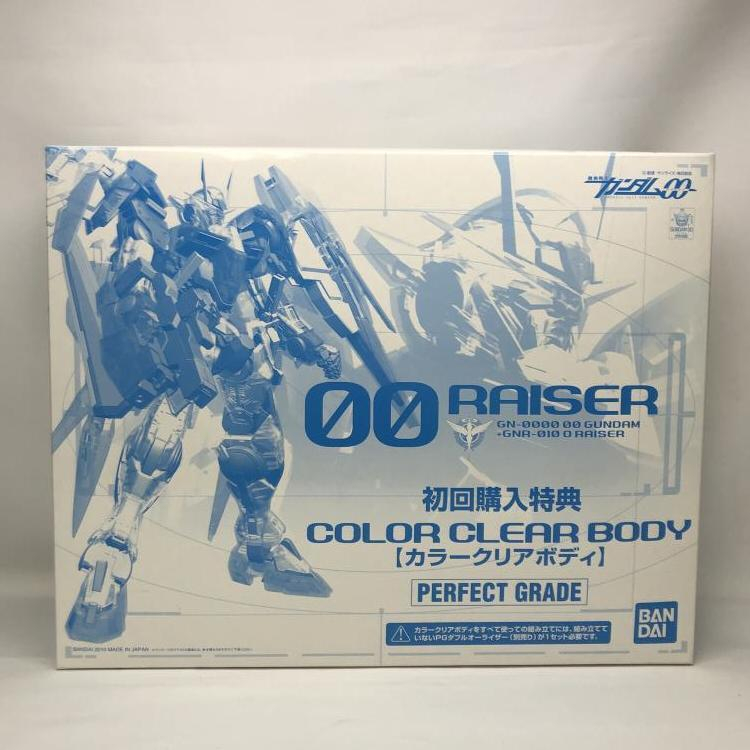 ガンダム00
00 RAISER
GN-0000 00 GUNDAM
+GNR-010 0 RAISER
初回購入特典
COLOR CLEAR BODY
【カラークリアボディ】
PERFECT GRADE
カラークリアボディをすべて使っての組み立てには、組み立てて
いないPGダブルオーライザー(別売り)が1セット必要です。
BAN
DAI
BANDAI 2010 MADE IN JAPAN